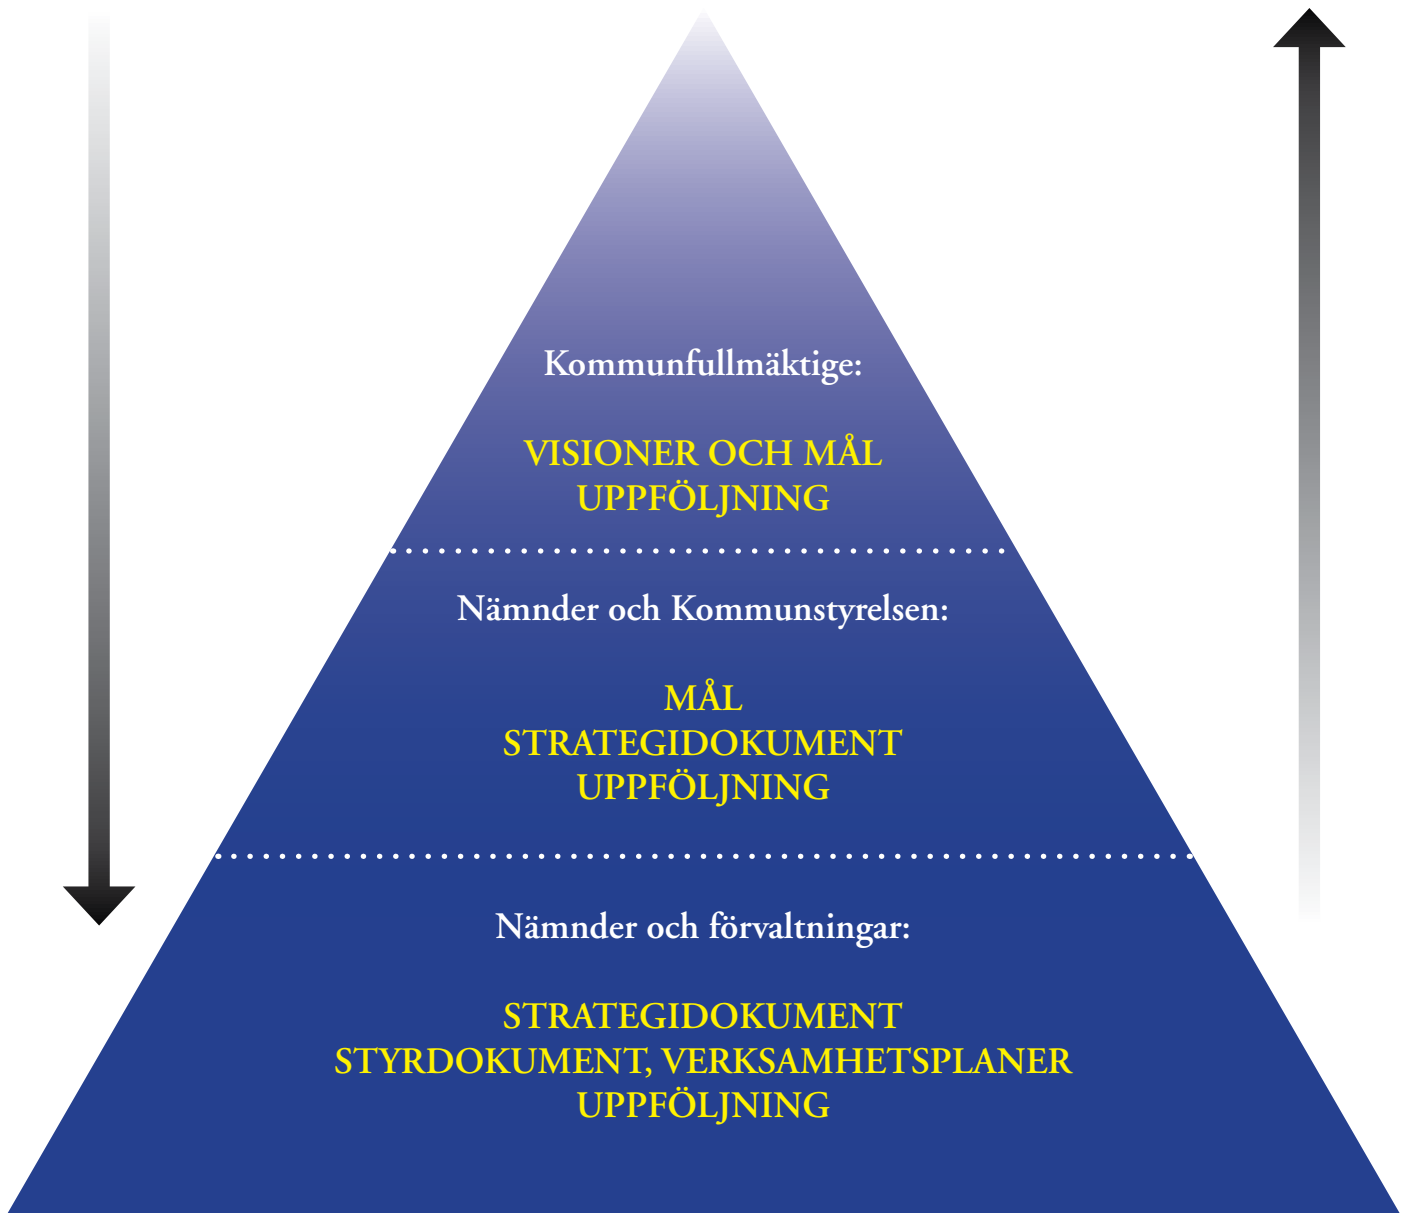 Kommunfullmäktige:
VISIONER OCH MÅL
UPPFÖLJNING
Nämnder och Kommunstyrelsen:
MÅL
STRATEGIDOKUMENT
UPPFÖLJNING
Nämnder och förvaltningar:
STRATEGIDOKUMENT
STYRDOKUMENT, VERKSAMHETSPLANER
UPPFÖLJNING